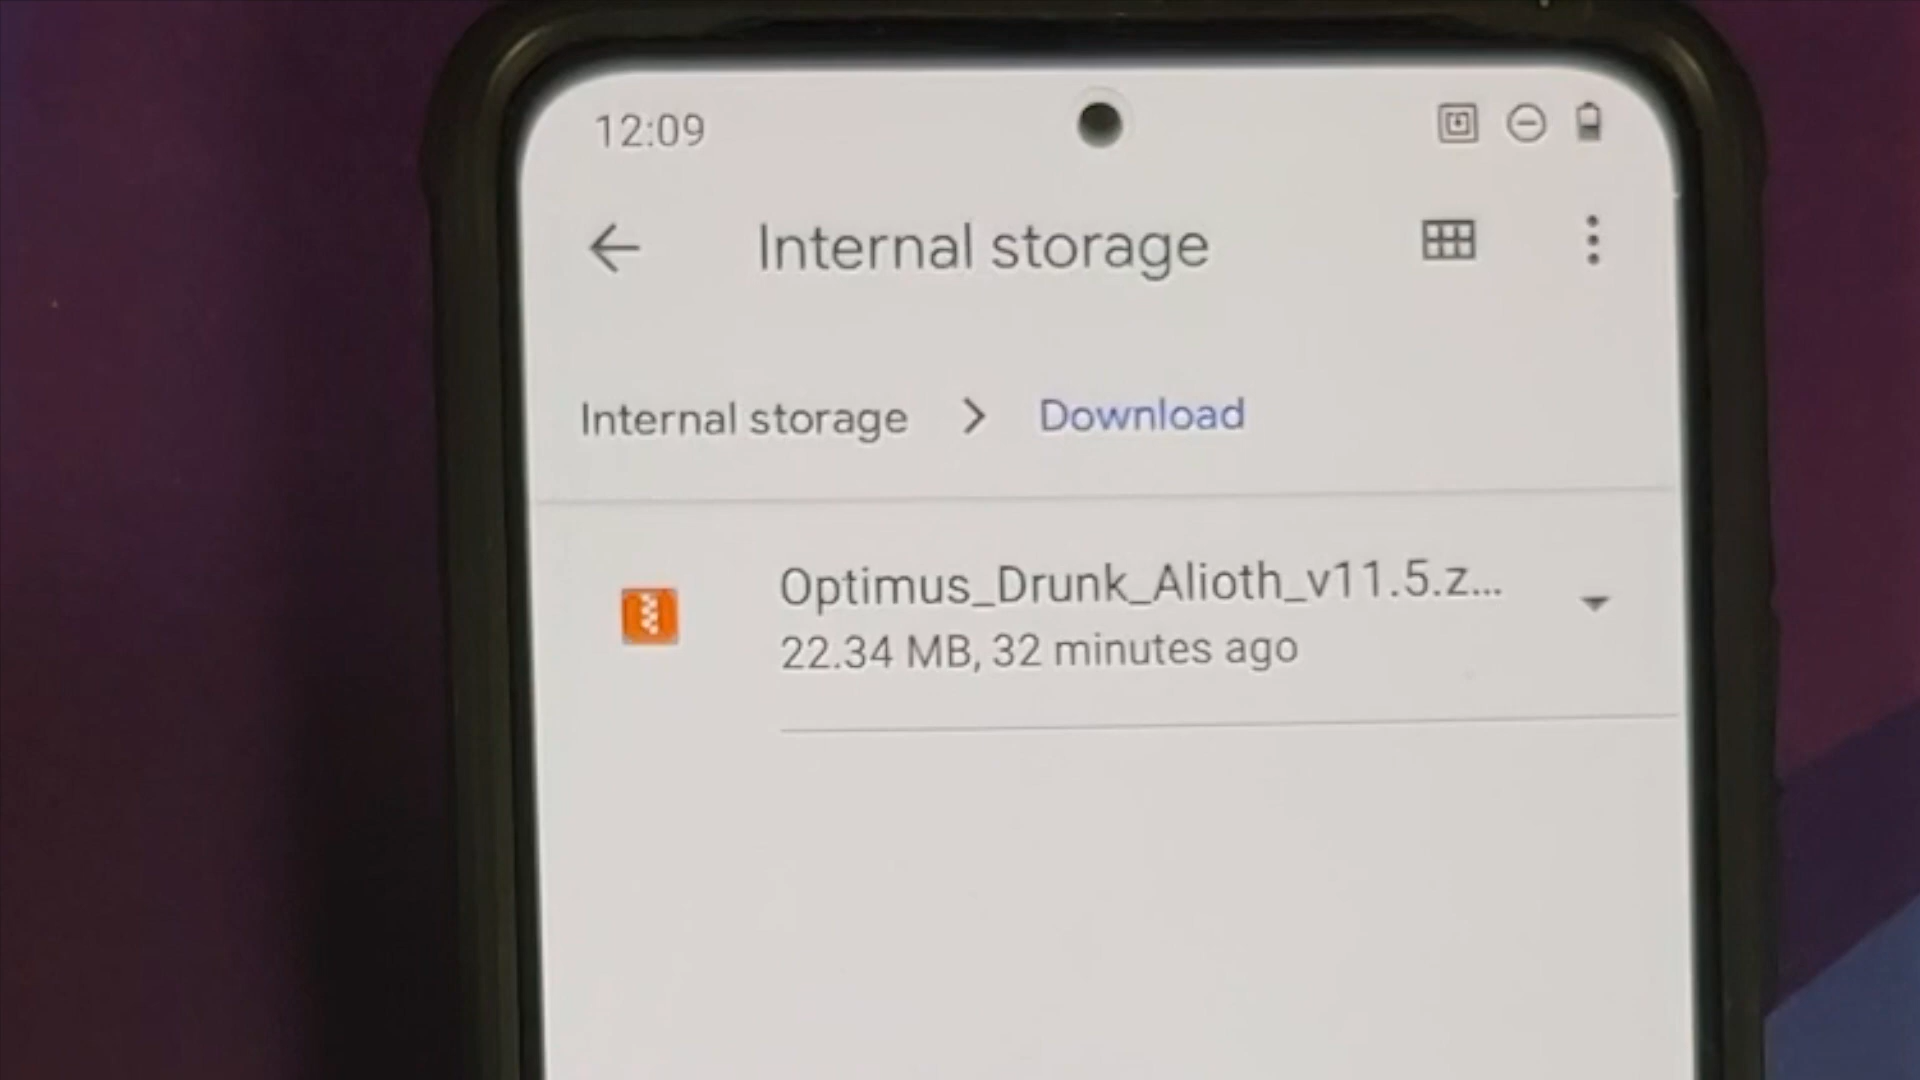 12:09
Internal storage
Internal storage > Download
Optimus_Drunk_Alioth_v11.5.z...
22.34 MB, 32 minutes ago